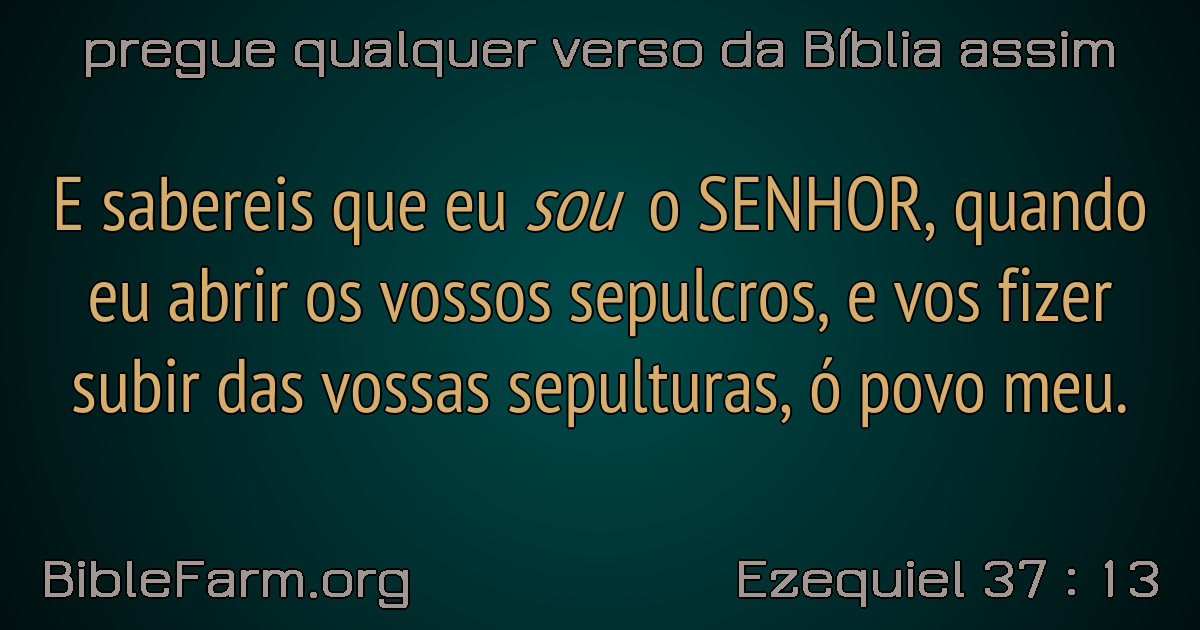 pregue qualquer verso da Bíblia assim
E sabereis que eu sou o SENHOR, quando
eu abrir os vossos sepulcros, e vos fizer
subir das vossas sepulturas, ó povo meu.
BibleFarm.org
Ezequiel 37 : 13